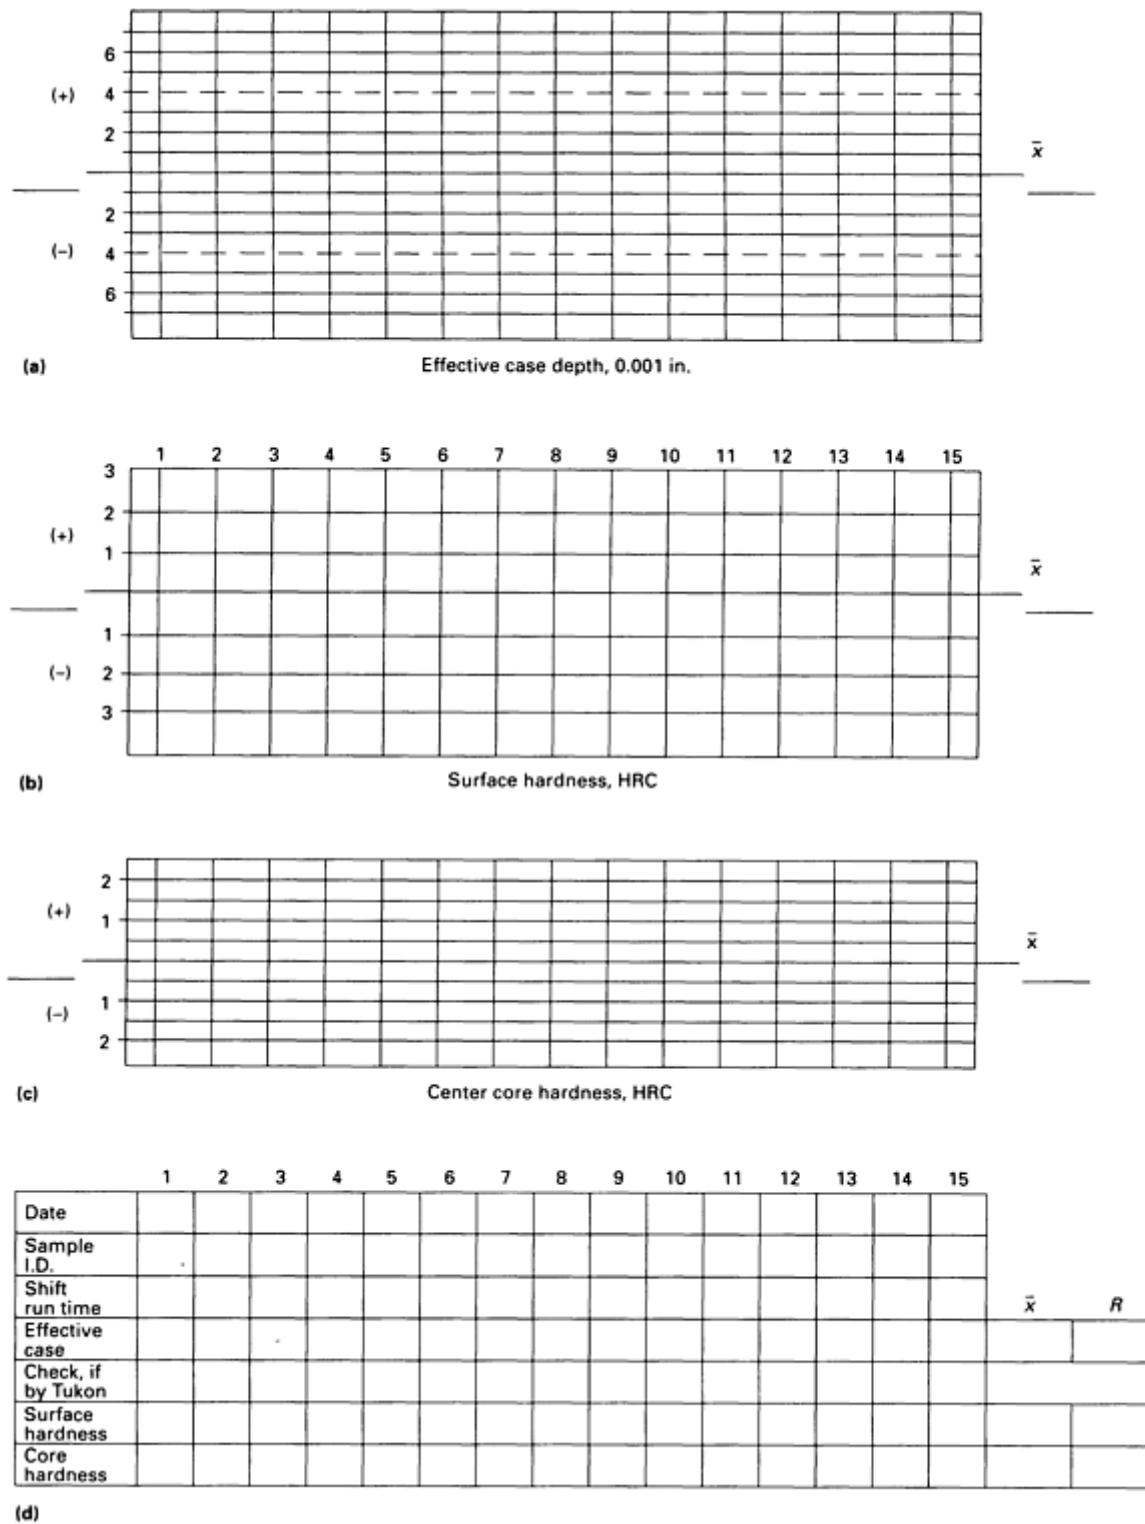 6
(+) 4
2
x̄
2
(−) 4
6
(a) Effective case depth, 0.001 in.
1 2 3 4 5 6 7 8 9 10 11 12 13 14 15
3
2
(+)
1
x̄
1
(−) 2
3
(b) Surface hardness, HRC
2
(+)
1
x̄
1
(−)
2
(c) Center core hardness, HRC
1 2 3 4 5 6 7 8 9 10 11 12 13 14 15
Date
Sample
I.D.
Shift
run time x̄ R
Effective
case
Check, if
by Tukon
Surface
hardness
Core
hardness
(d)